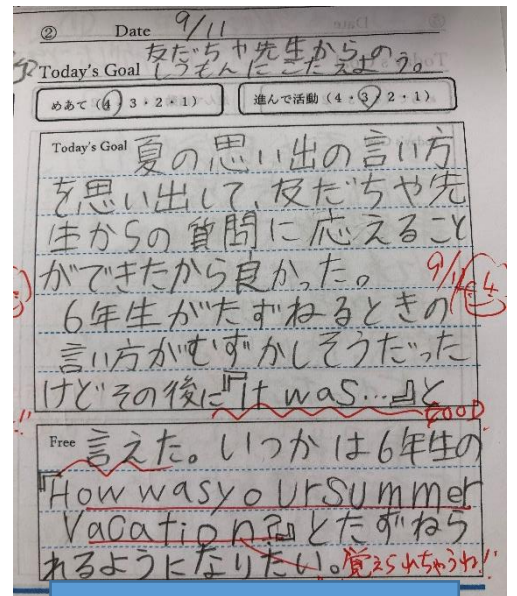 ② Date 9/11
友だちや先生からの
Today's Goal しつもんにこたえよう。
めあて(4・3・2・1) 進んで活動(4・3・2・1)
Today's Goal 夏の思い出の言い方
を思い出して、友だちや先
生からの質問に応えること
ができたから良かった。
9/11 4
6年生がたずねるときの
言い方がむずかしそうだった
けどその後に『It was…』と
GOOD
Free 言えた。いつかは6年生の
『How was your Summer
Vacation?』とたずねら
れるようになりたい。覚えられちゃうね!!